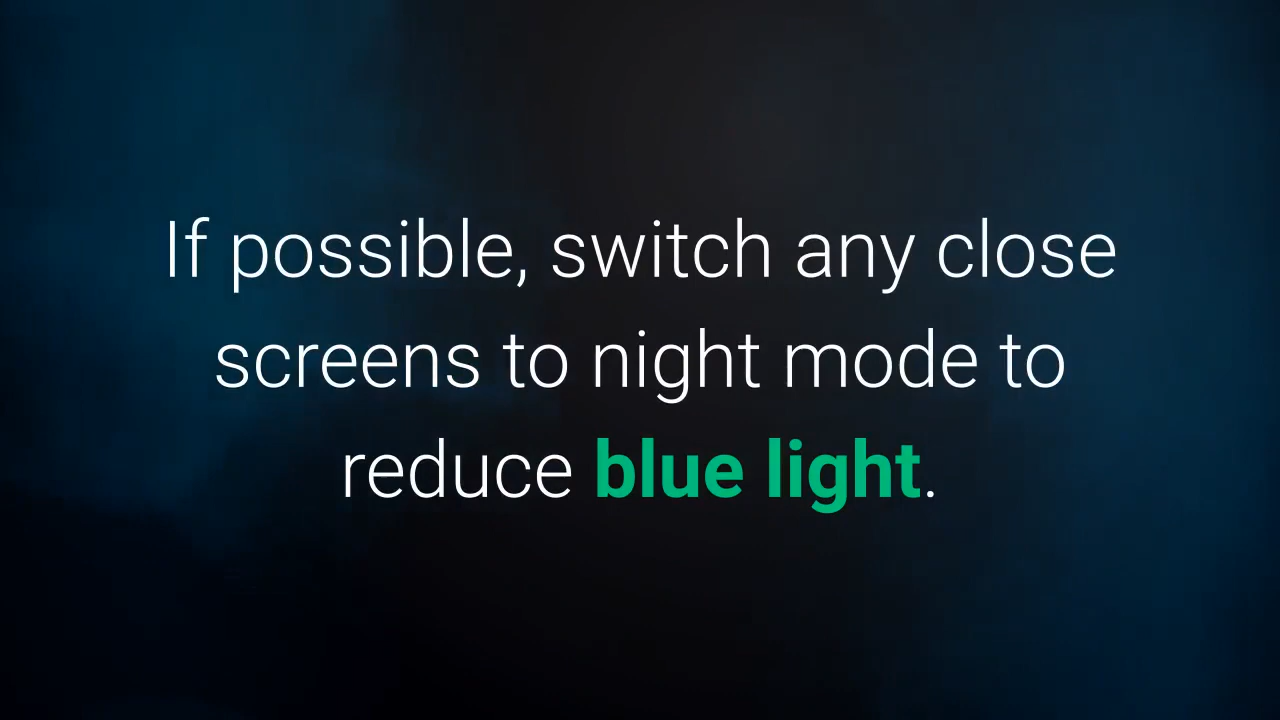 If possible, switch any close
screens to night mode to
reduce blue light.